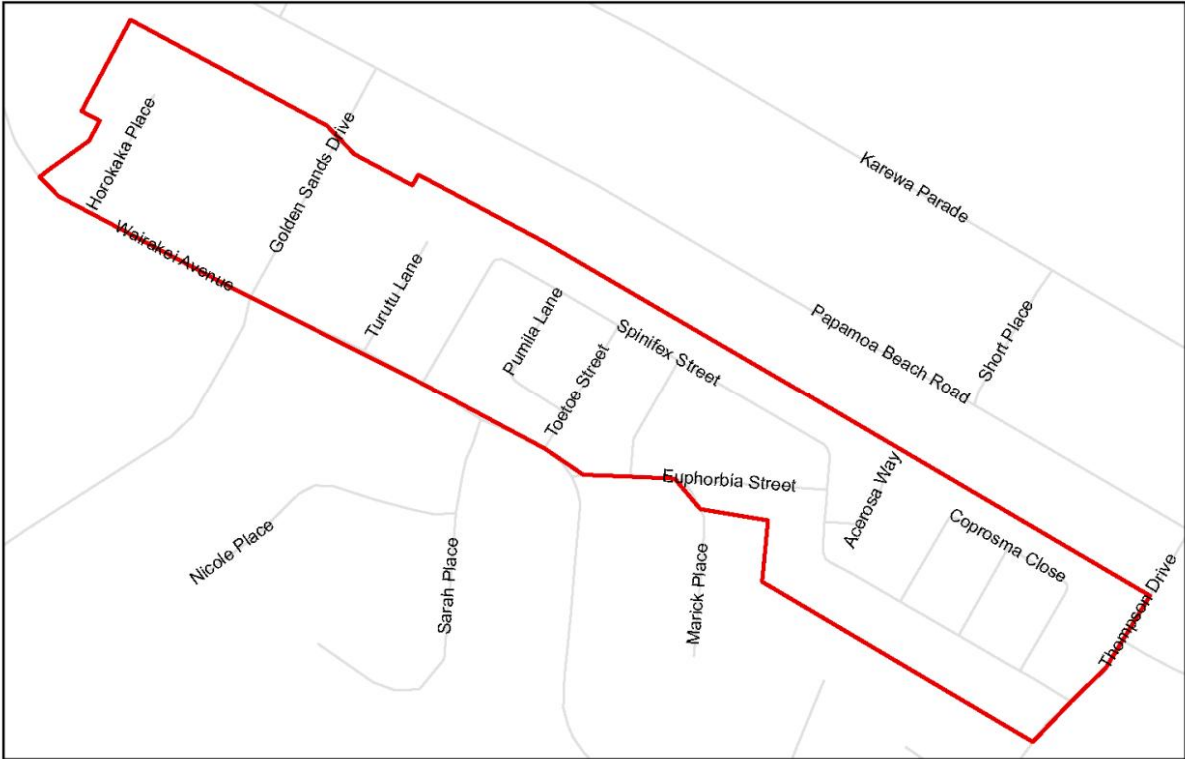 Karewa Parade
Horokaka Place
Golden Sands Drive
Wairakei Avenue
Turutu Lane
Pumila Lane
Spinifex Street
Papamoa Beach Road
Short Place
Toetoe Street
Euphorbia Street
Acerosa Way
Coprosma Close
Nicole Place
Sarah Place
Marick Place
Thompson Drive